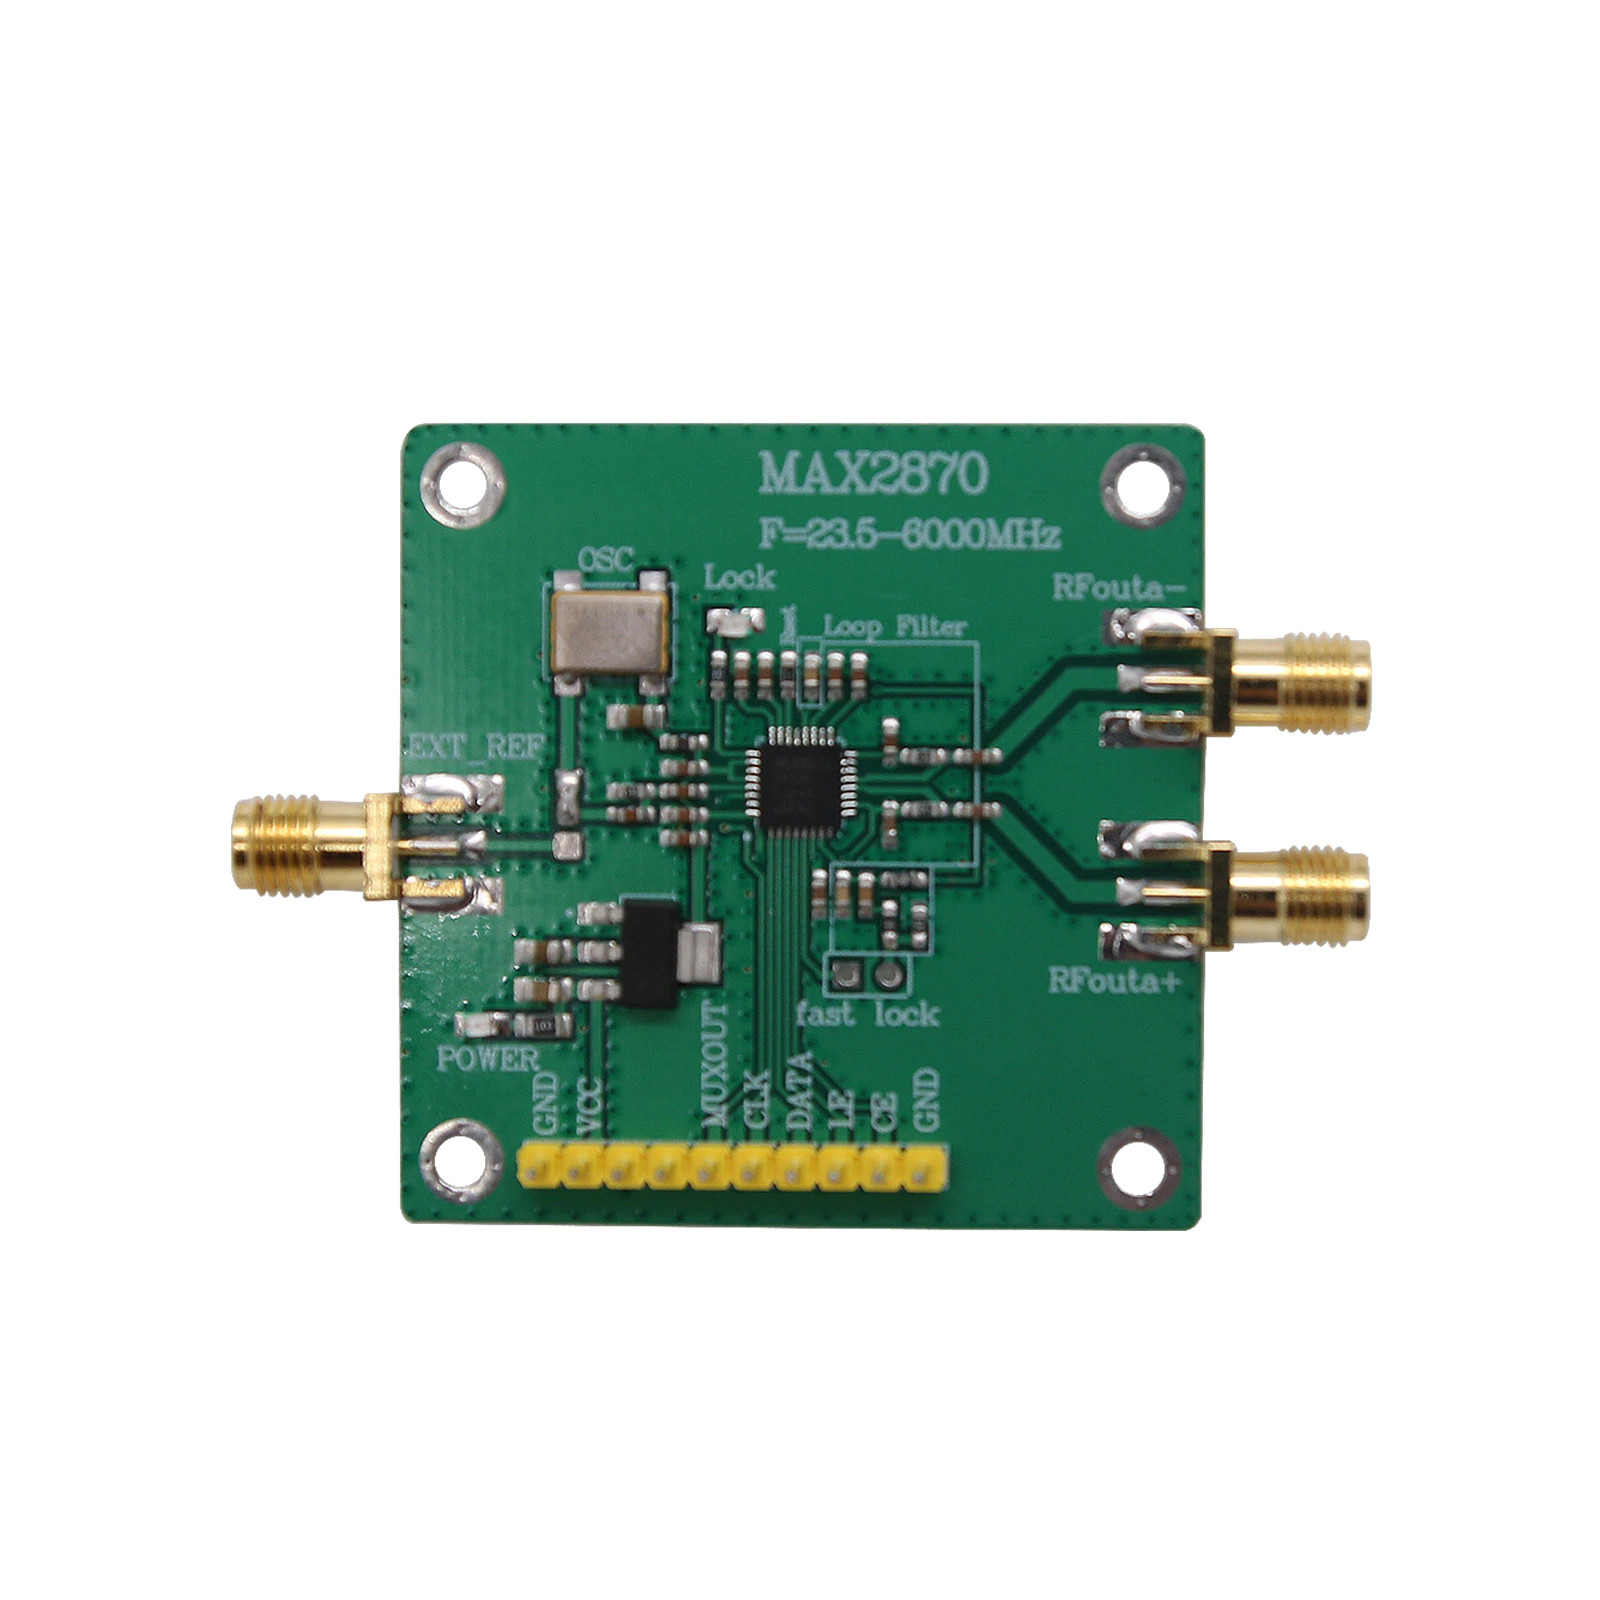 MAX2870
F=23.5-6000MHz
OSC
Lock
RFouta-
Loop Filter
EXT_REF
RFouta+
fast lock
POWER
GND
VCC
MUXOUT
CLK
DATA
LE
CE
GND